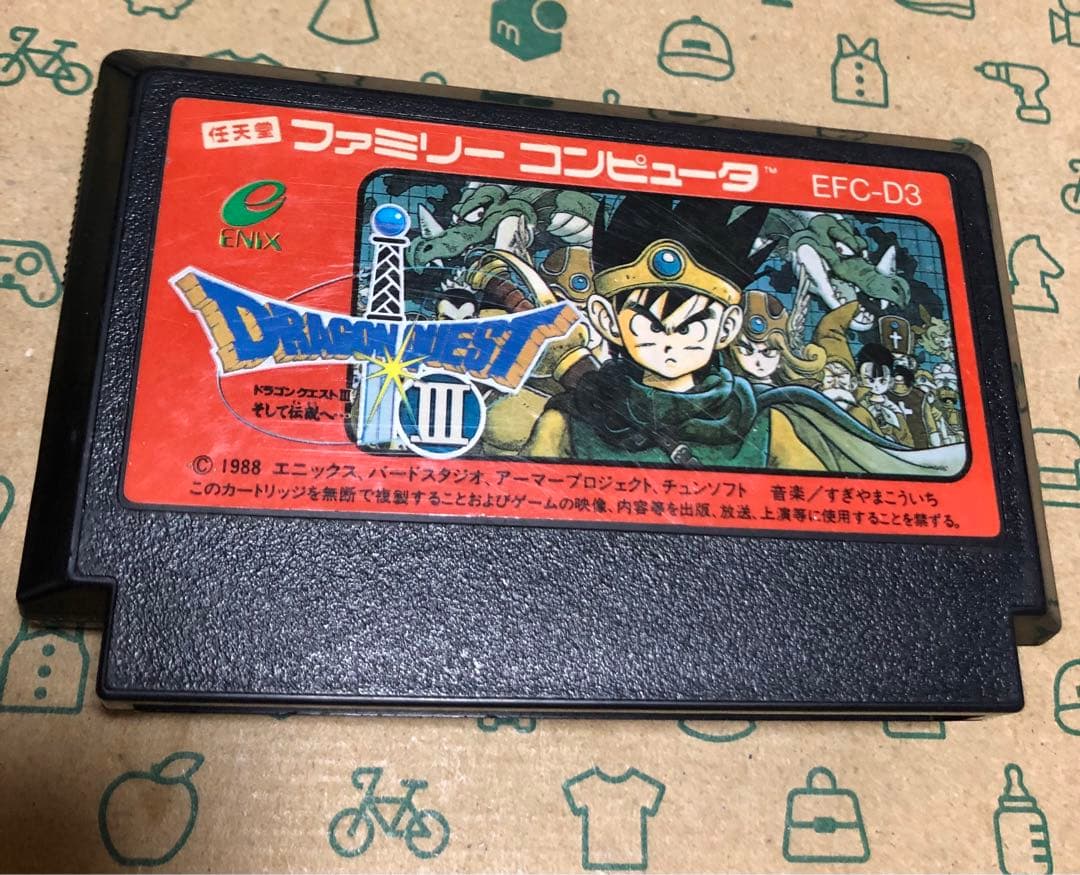 任天堂 ファミリー コンピュータ™
EFC-D3
e
ENIX
DRAGON QUEST
III
ドラゴンクエストIII
そして伝説へ…
© 1988 エニックス、バードスタジオ、アーマープロジェクト、チュンソフト 音楽／すぎやまこういち
このカートリッジを無断で複製することおよびゲームの映像、内容等を出版、放送、上演等に使用することを禁ずる。
m